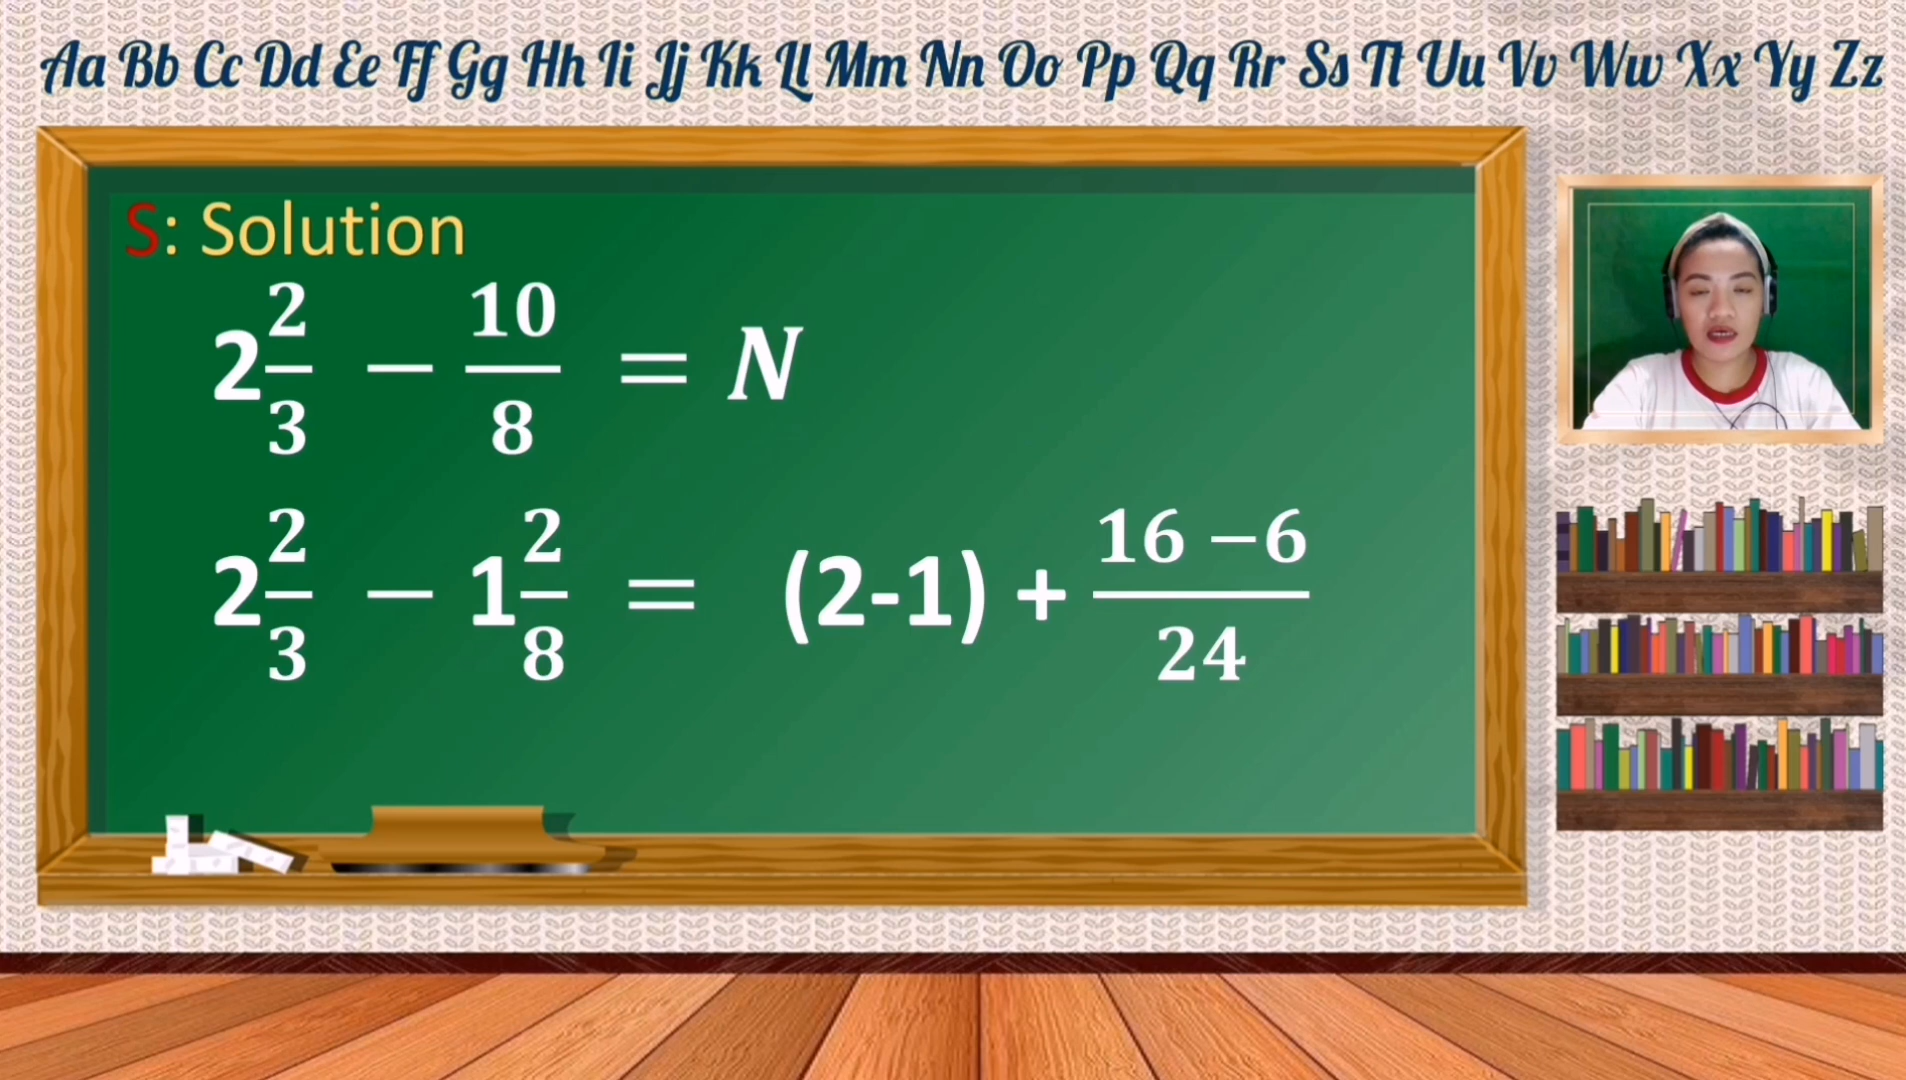 Aa Bb Cc Dd Ee Ff Gg Hh Ii Jj Kk Ll Mm Nn Oo Pp Qq Rr Ss Tt Uu Vv Ww Xx Yy Zz
S: Solution
2 2/3 − 10/8 = N
2 2/3 − 1 2/8 = (2-1) + 16 −6/24